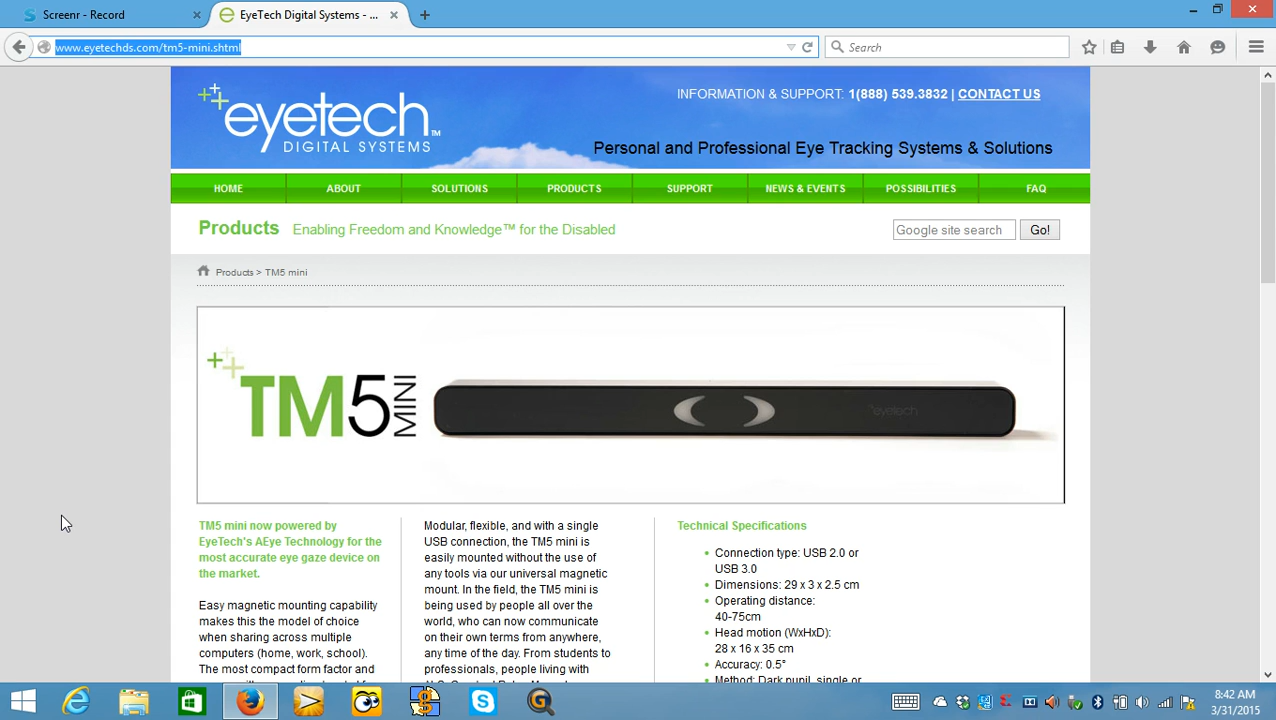 Screenr - Record
EyeTech Digital Systems - ...
www.eyetechds.com/tm5-mini.shtml
Search
eyetech™
DIGITAL SYSTEMS
INFORMATION & SUPPORT: 1(888) 539.3832 | CONTACT US
Personal and Professional Eye Tracking Systems & Solutions
HOME
ABOUT
SOLUTIONS
PRODUCTS
SUPPORT
NEWS & EVENTS
POSSIBILITIES
FAQ
Products Enabling Freedom and Knowledge™ for the Disabled
Google site search
Go!
Products > TM5 mini
TM5 MINI
eyetech
TM5 mini now powered by
EyeTech's AEye Technology for the
most accurate eye gaze device on
the market.
Easy magnetic mounting capability
makes this the model of choice
when sharing across multiple
computers (home, work, school).
The most compact form factor and
Modular, flexible, and with a single
USB connection, the TM5 mini is
easily mounted without the use of
any tools via our universal magnetic
mount. In the field, the TM5 mini is
being used by people all over the
world, who can now communicate
on their own terms from anywhere,
any time of the day. From students to
professionals, people living with
Technical Specifications
Connection type: USB 2.0 or
USB 3.0
Dimensions: 29 x 3 x 2.5 cm
Operating distance:
40-75cm
Head motion (WxHxD):
28 x 16 x 35 cm
Accuracy: 0.5°
Method: Dark pupil, single or
8:42 AM
3/31/2015